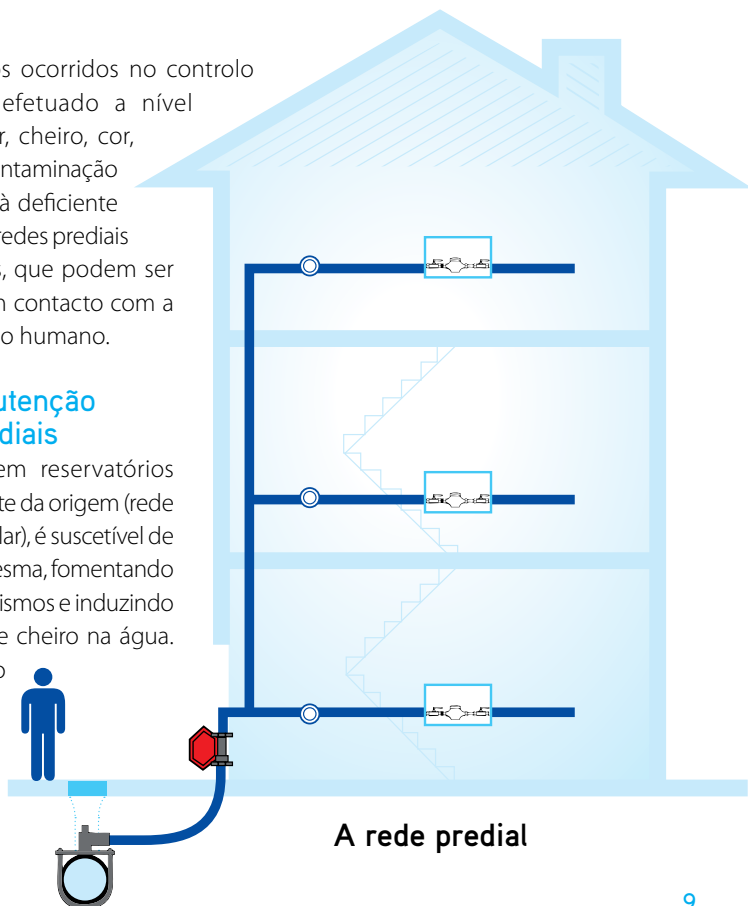 s ocorridos no controlo
efetuado a nível
r, cheiro, cor,
ntaminação
à deficiente
redes prediais
s, que podem ser
m contacto com a
o humano.
utenção
diais
em reservatórios
te da origem (rede
lar), é suscetível de
esma, fomentando
ismos e induzindo
e cheiro na água.
o
A rede predial
9